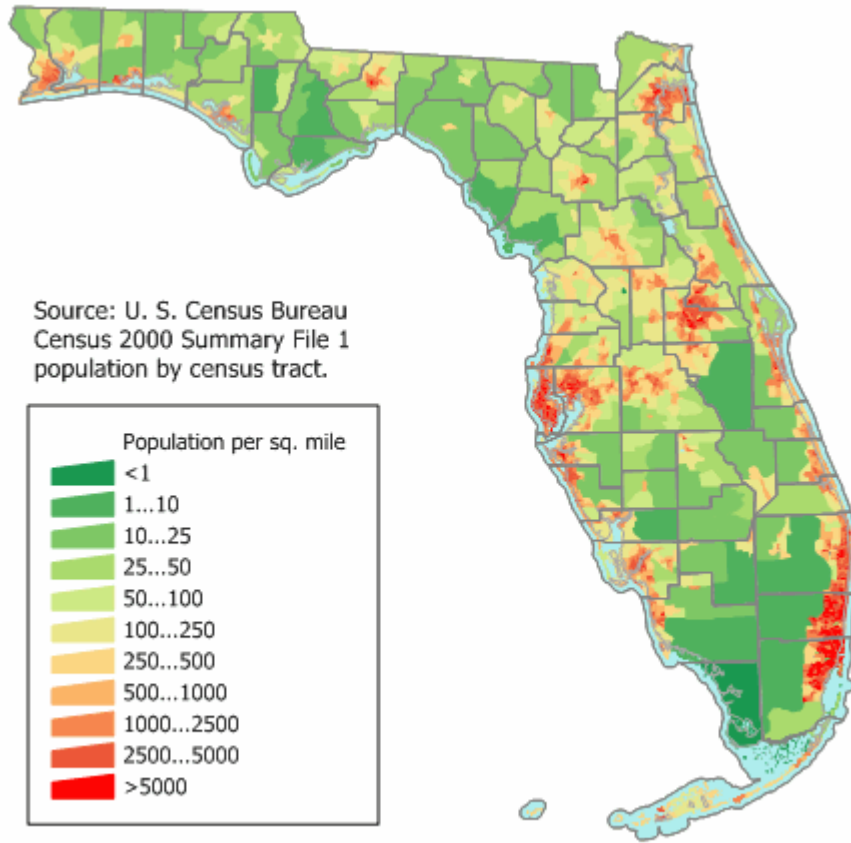 Source: U. S. Census Bureau
Census 2000 Summary File 1
population by census tract.
Population per sq. mile
<1
1...10
10...25
25...50
50...100
100...250
250...500
500...1000
1000...2500
2500...5000
>5000